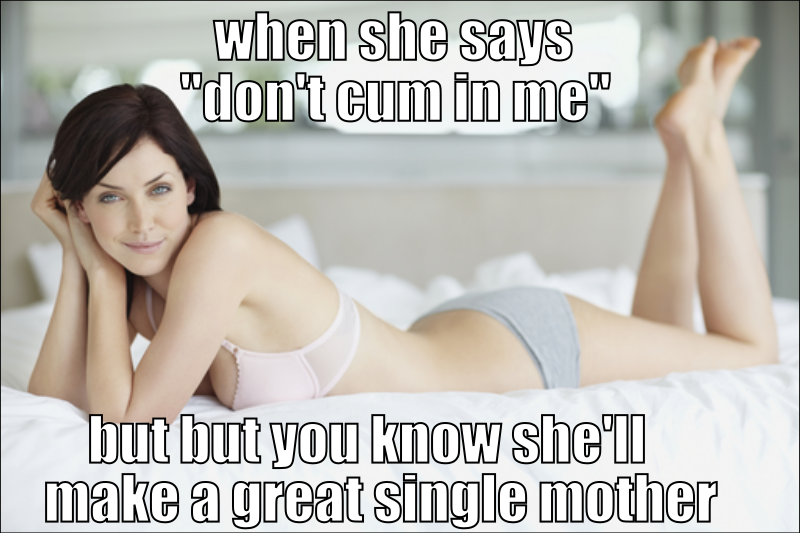 when she says
"don't cum in me"
but but you know she'll
make a great single mother